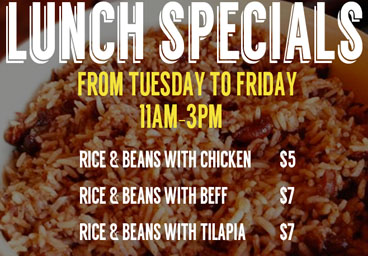 LUNCH SPECIALS
FROM TUESDAY TO FRIDAY
11AM-3PM
RICE & BEANS WITH CHICKEN $5
RICE & BEANS WITH BEFF $7
RICE & BEANS WITH TILAPIA $7